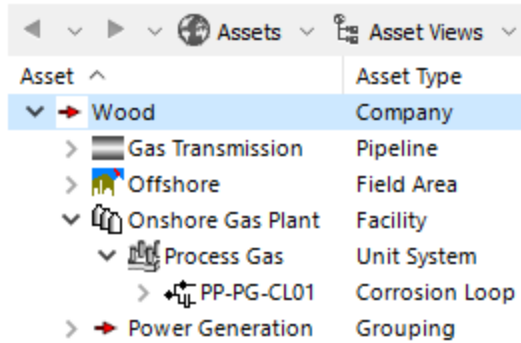 Assets Asset Views
Asset Asset Type
Wood Company
Gas Transmission Pipeline
Offshore Field Area
Onshore Gas Plant Facility
Process Gas Unit System
PP-PG-CL01 Corrosion Loop
Power Generation Grouping